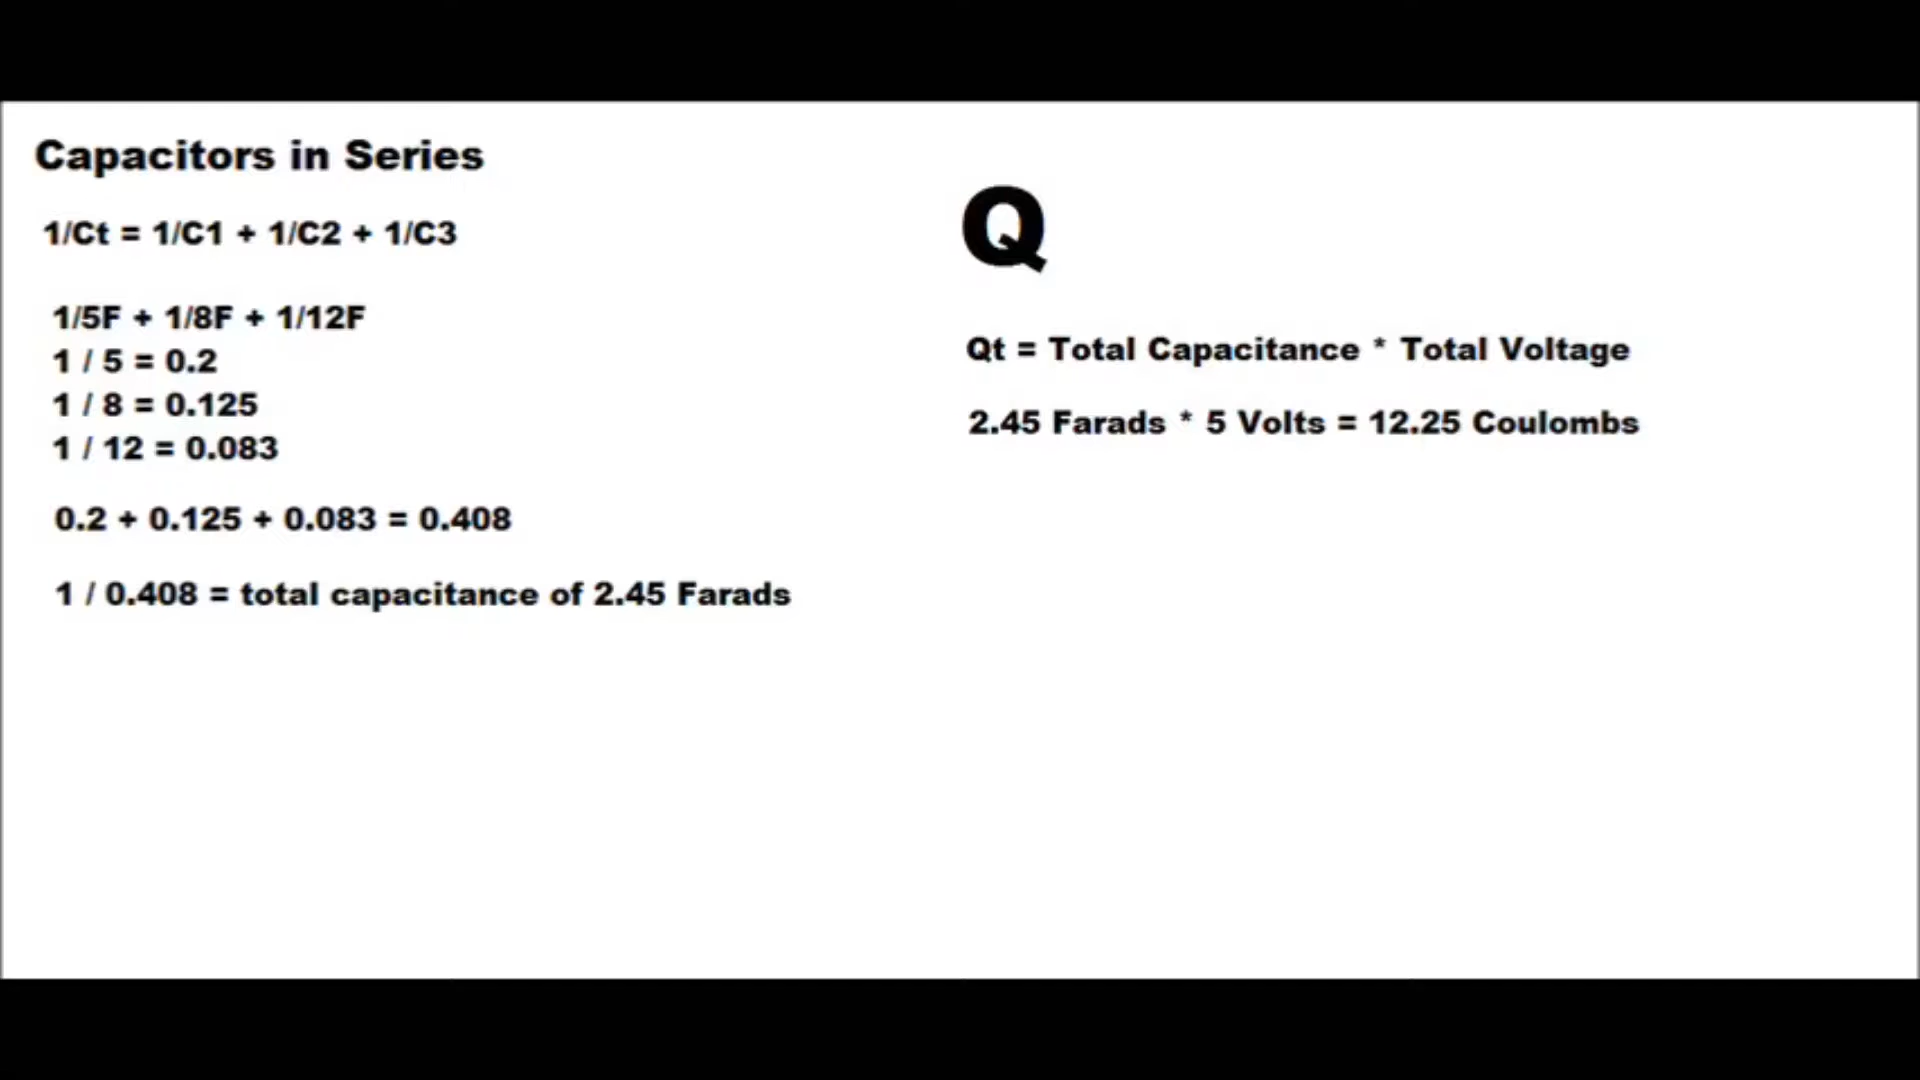 Capacitors in Series
1/Ct = 1/C1 + 1/C2 + 1/C3
1/5F + 1/8F + 1/12F
1 / 5 = 0.2
1 / 8 = 0.125
1 / 12 = 0.083
0.2 + 0.125 + 0.083 = 0.408
1 / 0.408 = total capacitance of 2.45 Farads
Q
Qt = Total Capacitance * Total Voltage
2.45 Farads * 5 Volts = 12.25 Coulombs